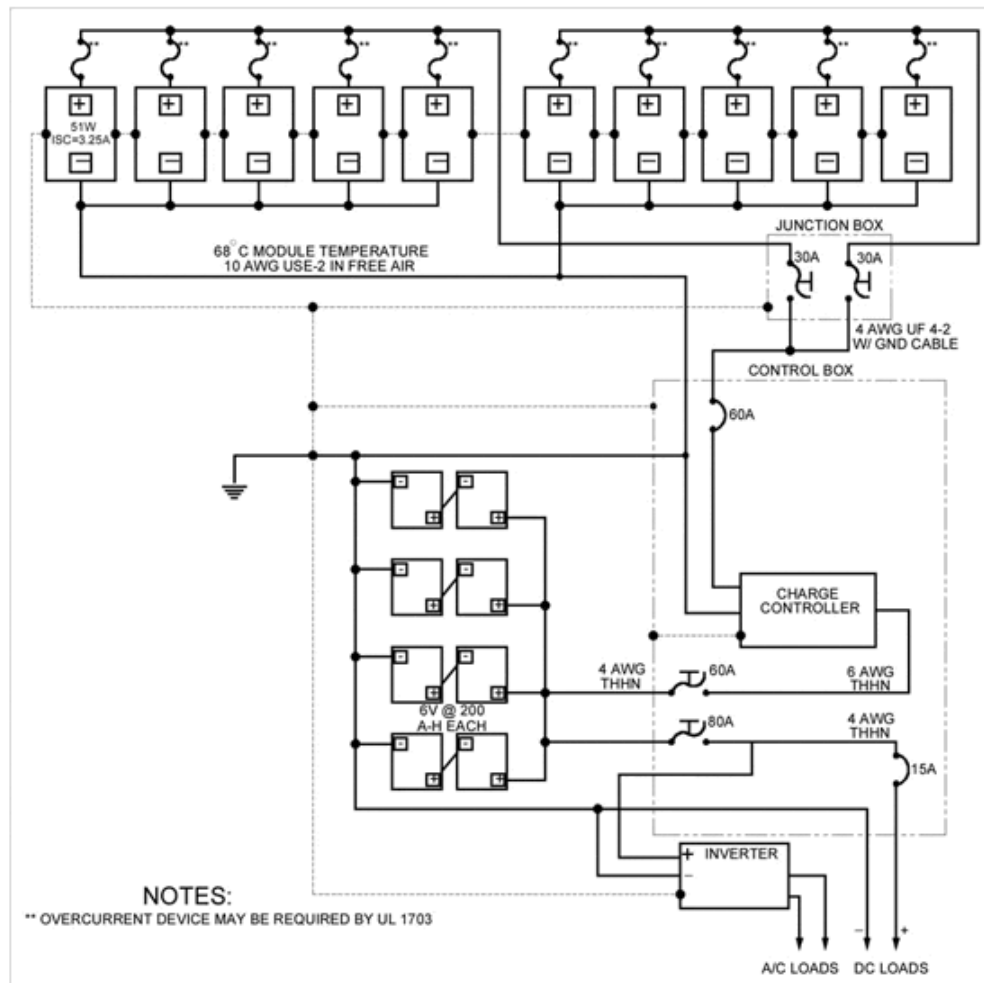 ** ** ** ** ** ** ** ** ** **
+ + + + + + + + + +
51W
ISC=3.25A
− − − − − − − − − −
JUNCTION BOX
68° C MODULE TEMPERATURE
10 AWG USE-2 IN FREE AIR
30A 30A
4 AWG UF 4-2
W/ GND CABLE
CONTROL BOX
60A
- -
+ +
CHARGE
CONTROLLER
- -
+ +
- -
+ +
4 AWG
THHN
60A
6 AWG
THHN
6V @ 200
A-H EACH
80A
4 AWG
THHN
- -
+ +
15A
INVERTER
+
−
NOTES:
** OVERCURRENT DEVICE MAY BE REQUIRED BY UL 1703
− +
A/C LOADS DC LOADS